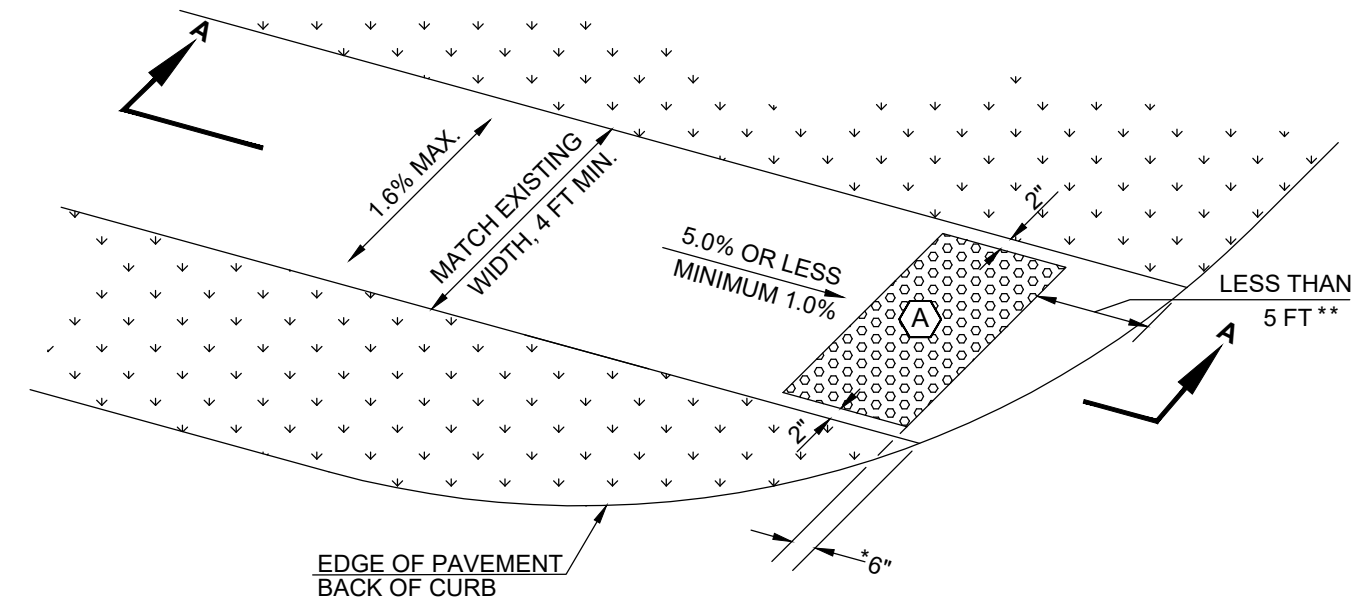 A
1.6% MAX.
MATCH EXISTING
WIDTH, 4 FT MIN.
5.0% OR LESS
MINIMUM 1.0%
2"
A
LESS THAN
5 FT **
A
2"
*6"
EDGE OF PAVEMENT
BACK OF CURB